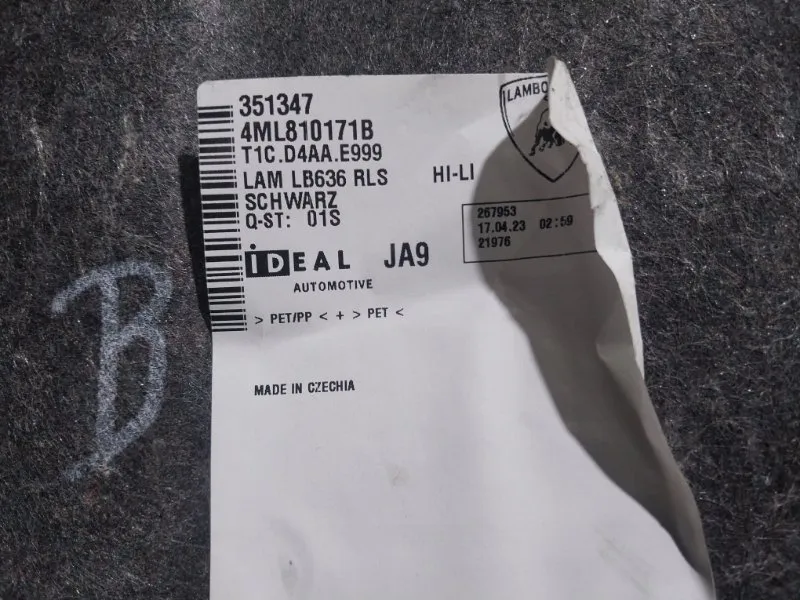 351347
4ML810171B
T1C.D4AA.E999
LAM LB636 RLS HI-LI
SCHWARZ
Q-ST: 01S
LAMBO
267953
17.04.23 02:59
21976
iDEAL JA9
AUTOMOTIVE
> PET/PP < + > PET <
MADE IN CZECHIA
B